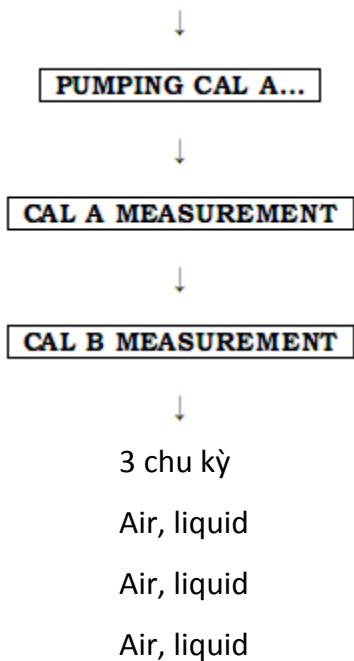 ↓
PUMPING CAL A...
↓
CAL A MEASUREMENT
↓
CAL B MEASUREMENT
↓
3 chu kỳ
Air, liquid
Air, liquid
Air, liquid